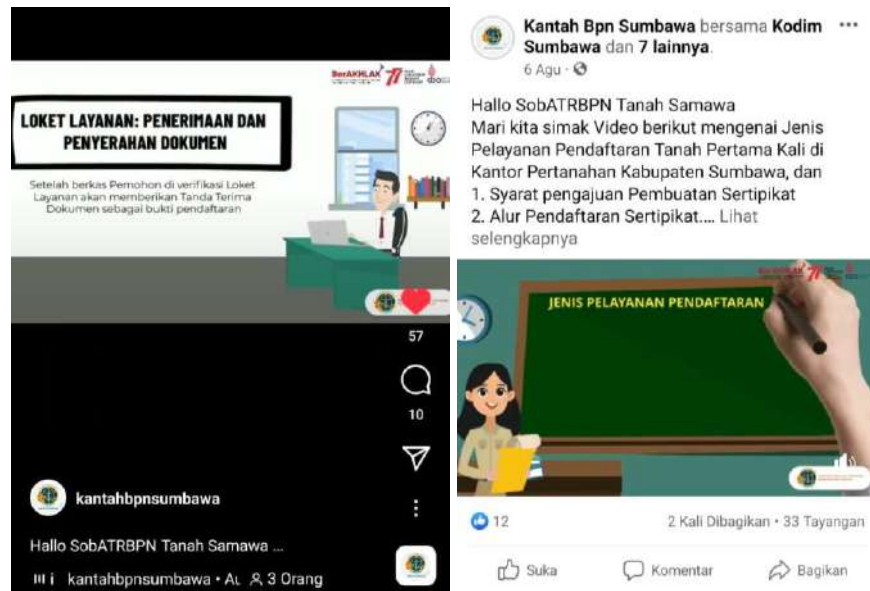 BerAKHLAK 77
LOKET LAYANAN: PENERIMAAN DAN
PENYERAHAN DOKUMEN
Setelah berkas Pemohon di verifikasi Loket
Layanan akan memberikan Tanda Terima
Dokumen sebagai bukti pendaftaran
57
10
kantahbpnsumbawa
Hallo SobATRBPN Tanah Samawa ...
kantahbpnsumbawa • Au 3 Orang
Kantah Bpn Sumbawa bersama Kodim
Sumbawa dan 7 lainnya.
6 Agu ·
Hallo SobATRBPN Tanah Samawa
Mari kita simak Video berikut mengenai Jenis
Pelayanan Pendaftaran Tanah Pertama Kali di
Kantor Pertanahan Kabupaten Sumbawa, dan
1. Syarat pengajuan Pembuatan Sertipikat
2. Alur Pendaftaran Sertipikat.... Lihat
selengkapnya
BerAKHLAK 77
JENIS PELAYANAN PENDAFTARAN
12
2 Kali Dibagikan • 33 Tayangan
Suka
Komentar
Bagikan